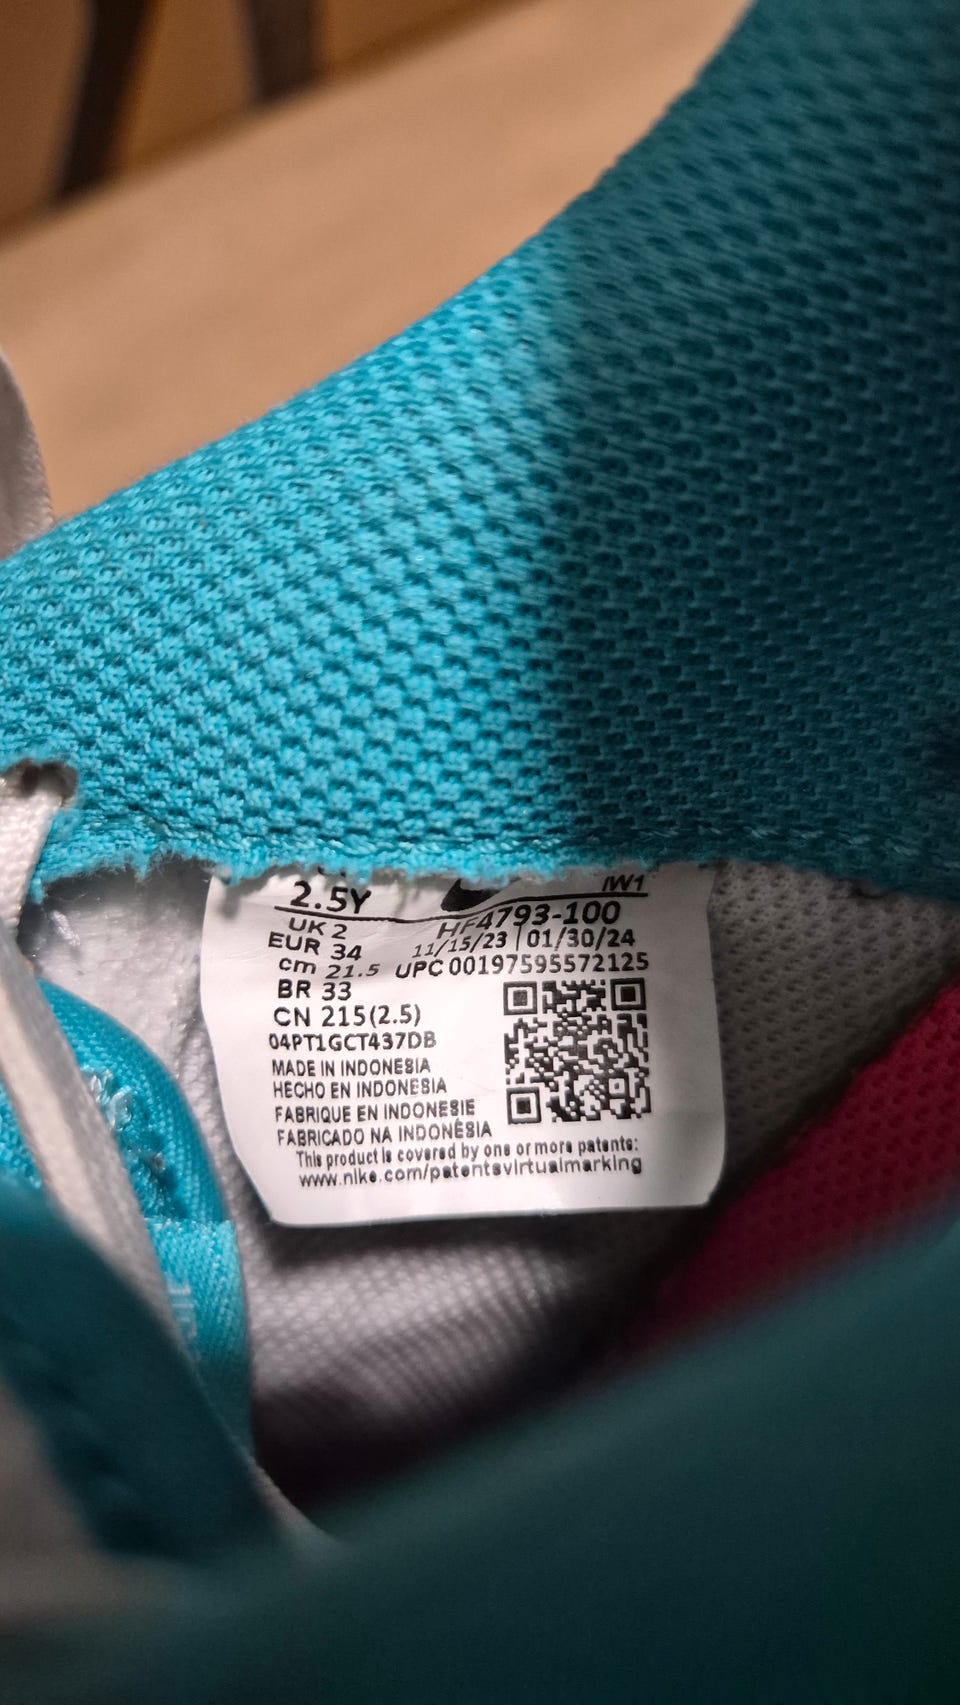 IW1
2.5Y
HF4793-100
UK 2
11/15/23 | 01/30/24
EUR 34
UPC 00197595572125
cm 21.5
BR 33
CN 215(2.5)
04PT1GCT437DB
MADE IN INDONESIA
HECHO EN INDONESIA
FABRIQUE EN INDONESIE
FABRICADO NA INDONÉSIA
This product is covered by one or more patents:
www.nike.com/patentsvirtualmarking